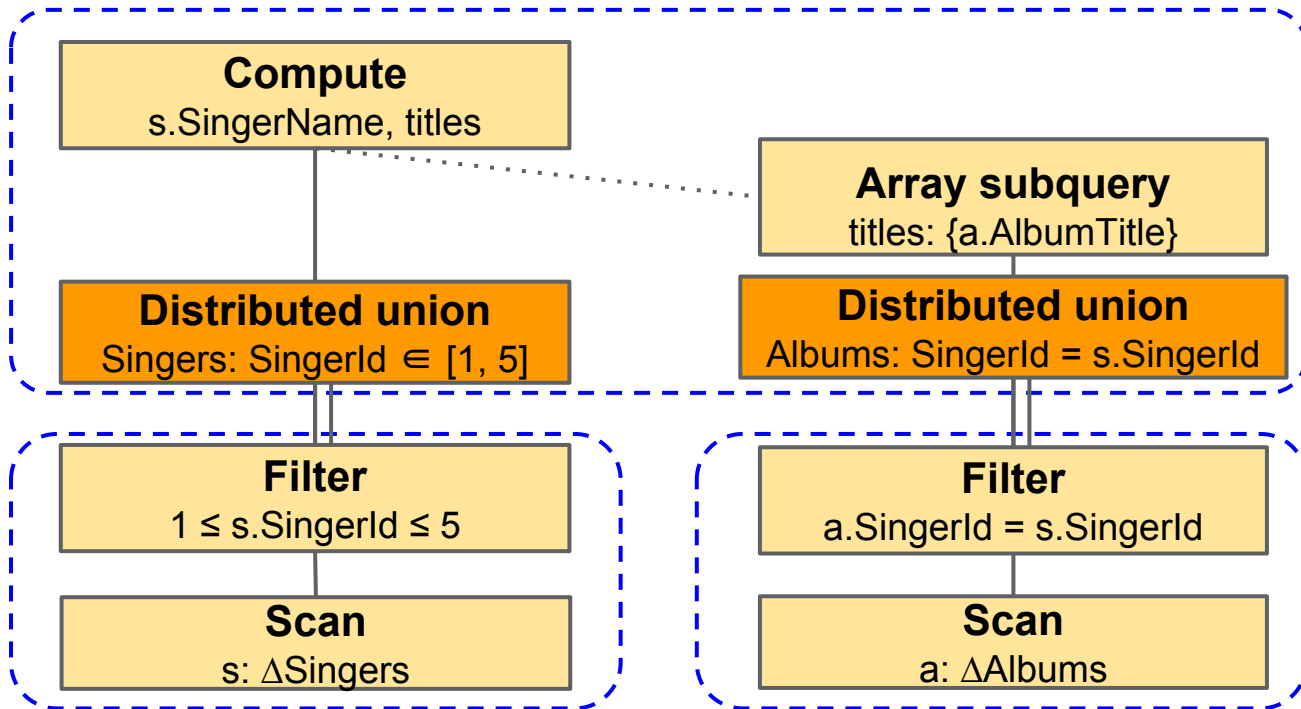 Compute
s.SingerName, titles
Array subquery
titles: {a.AlbumTitle}
Distributed union
Singers: SingerId ∈ [1, 5]
Distributed union
Albums: SingerId = s.SingerId
Filter
1 ≤ s.SingerId ≤ 5
Filter
a.SingerId = s.SingerId
Scan
s: ∆Singers
Scan
a: ∆Albums